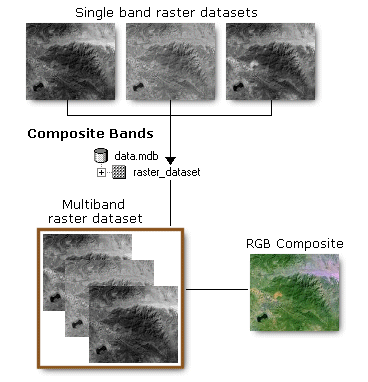 Single band raster datasets
Composite Bands
data.mdb
raster_dataset
Multiband
raster dataset
RGB Composite